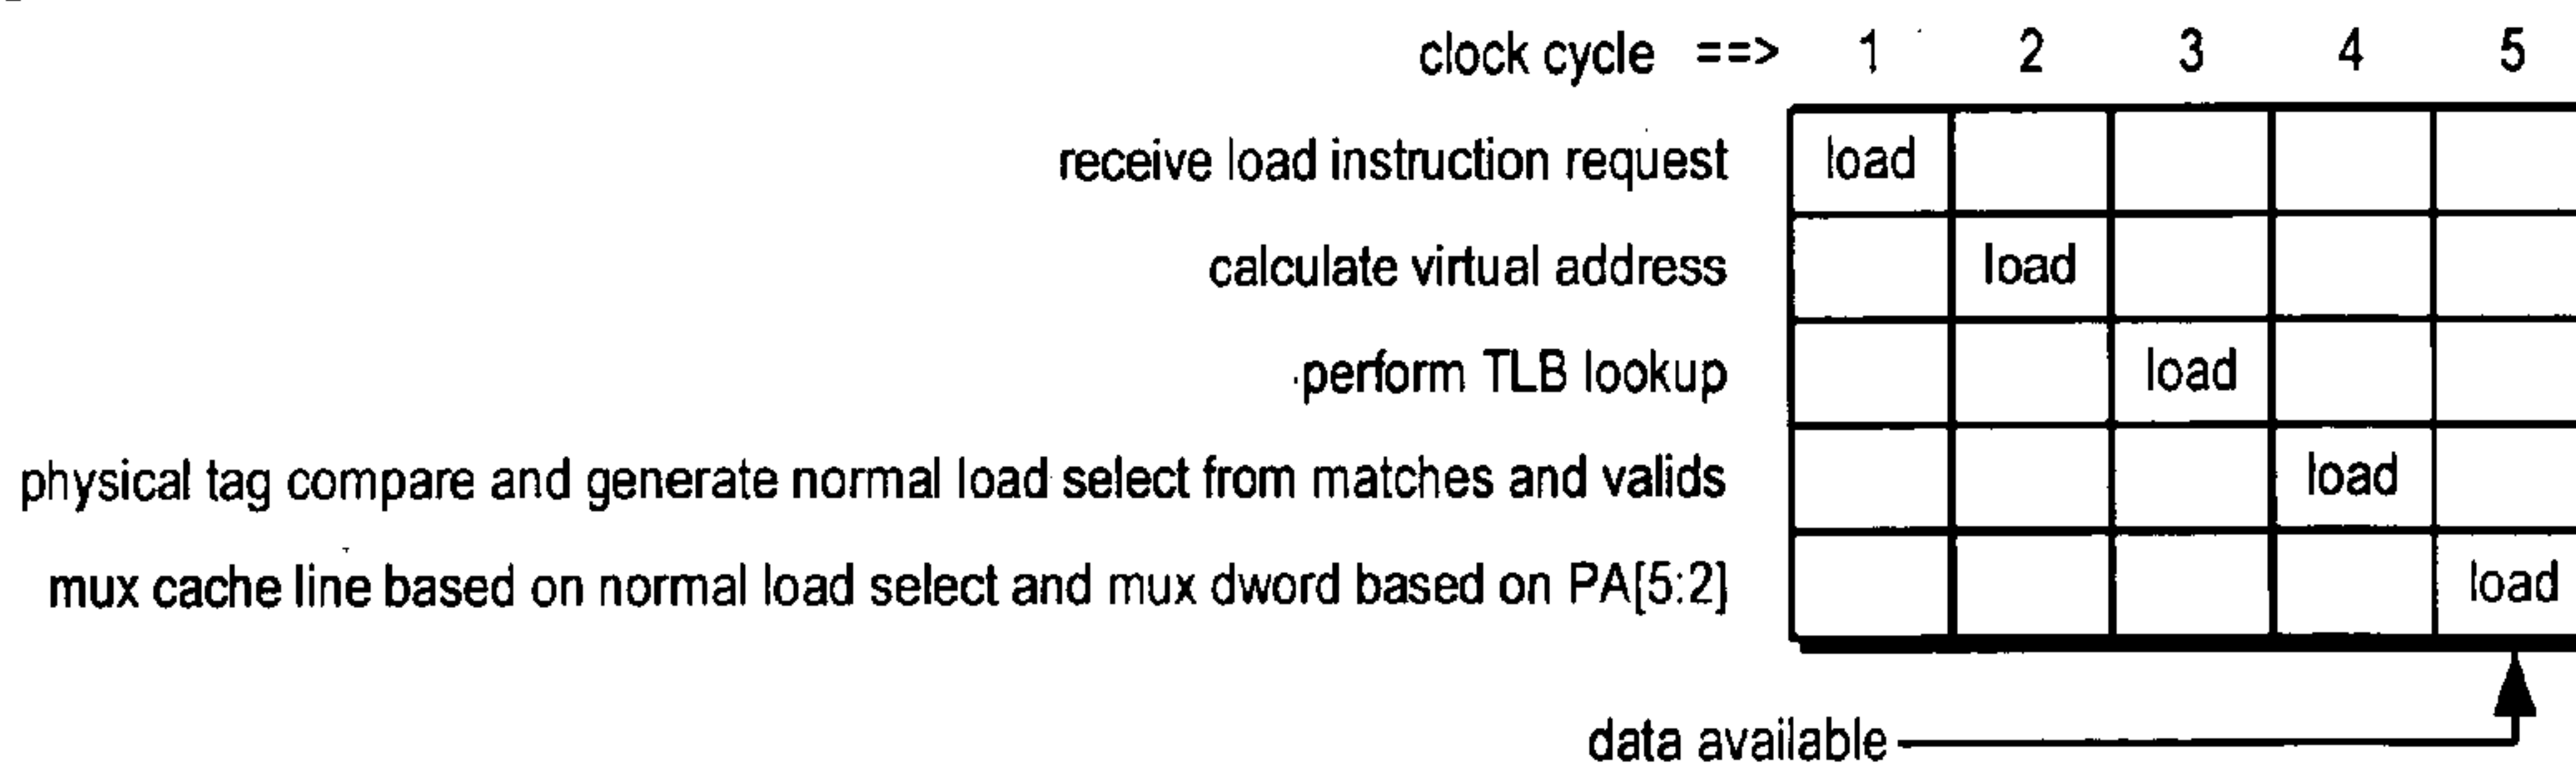 clock cycle ==> 1 2 3 4 5
receive load instruction request load
calculate virtual address load
perform TLB lookup load
physical tag compare and generate normal load select from matches and valids load
mux cache line based on normal load select and mux dword based on PA[5:2] load
data available